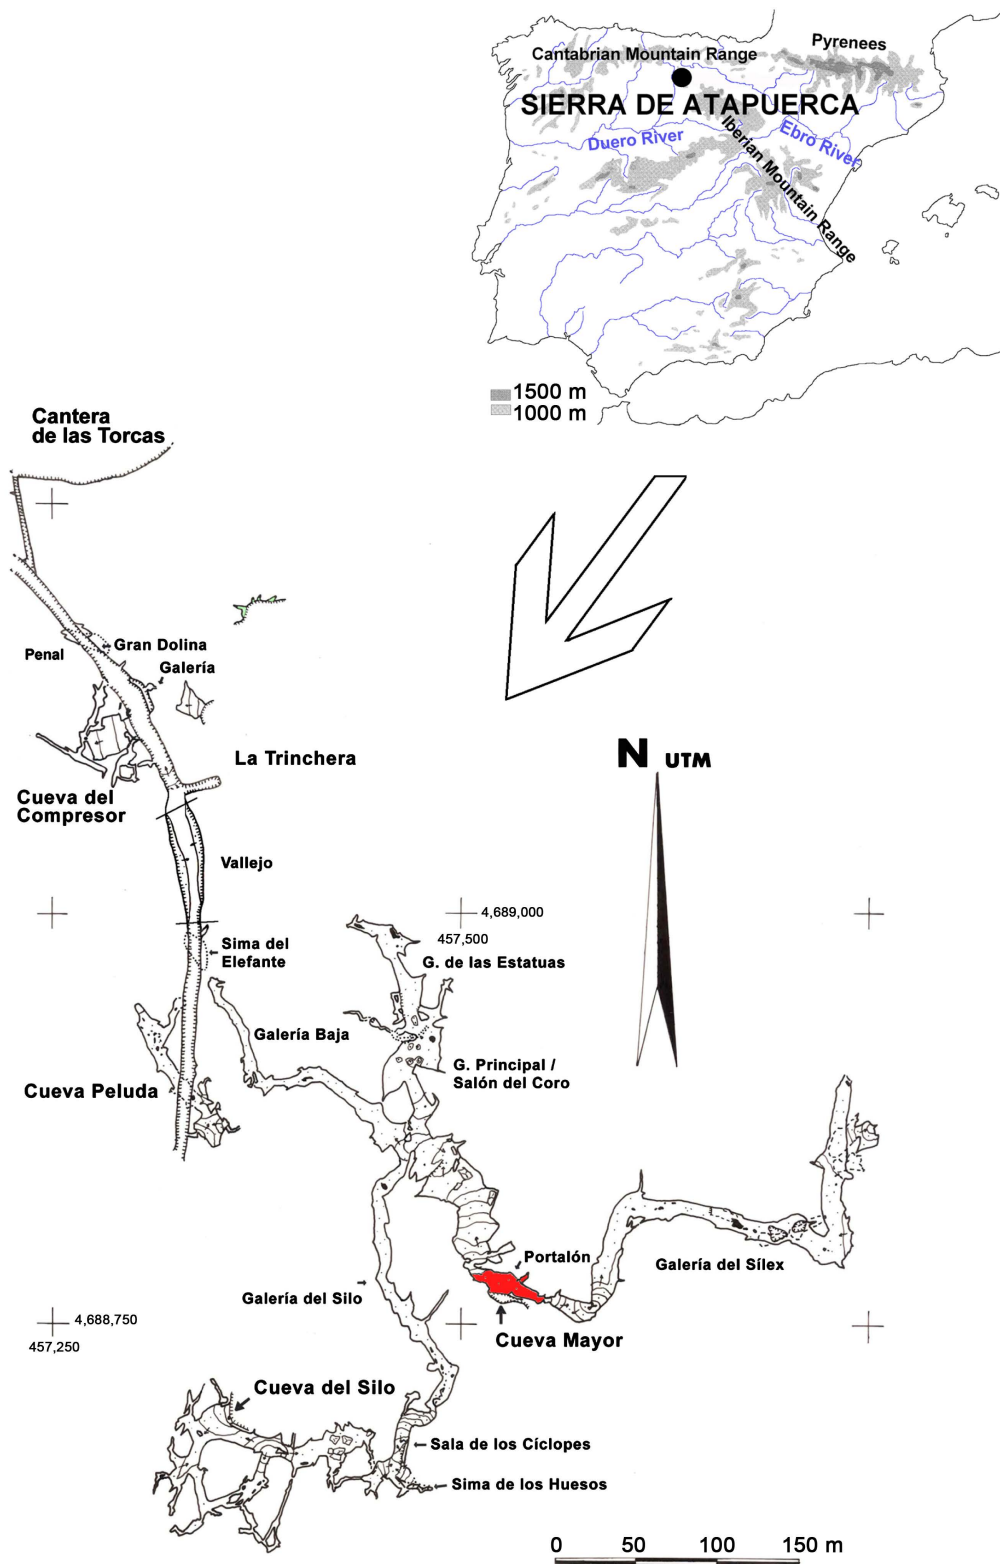 Pyrenees
Cantabrian Mountain Range
SIERRA DE ATAPUERCA
Duero River
Ebro River
Iberian Mountain Range
1500 m
1000 m
Cantera
de las Torcas
Gran Dolina
Penal
Galería
La Trinchera
N UTM
Cueva del
Compresor
Vallejo
4,689,000
457,500
Sima del
Elefante
G. de las Estatuas
Galería Baja
G. Principal /
Salón del Coro
Cueva Peluda
Portalón
Galería del Sílex
Galería del Silo
4,688,750
457,250
Cueva Mayor
Cueva del Silo
Sala de los Cíclopes
Sima de los Huesos
0 50 100 150 m